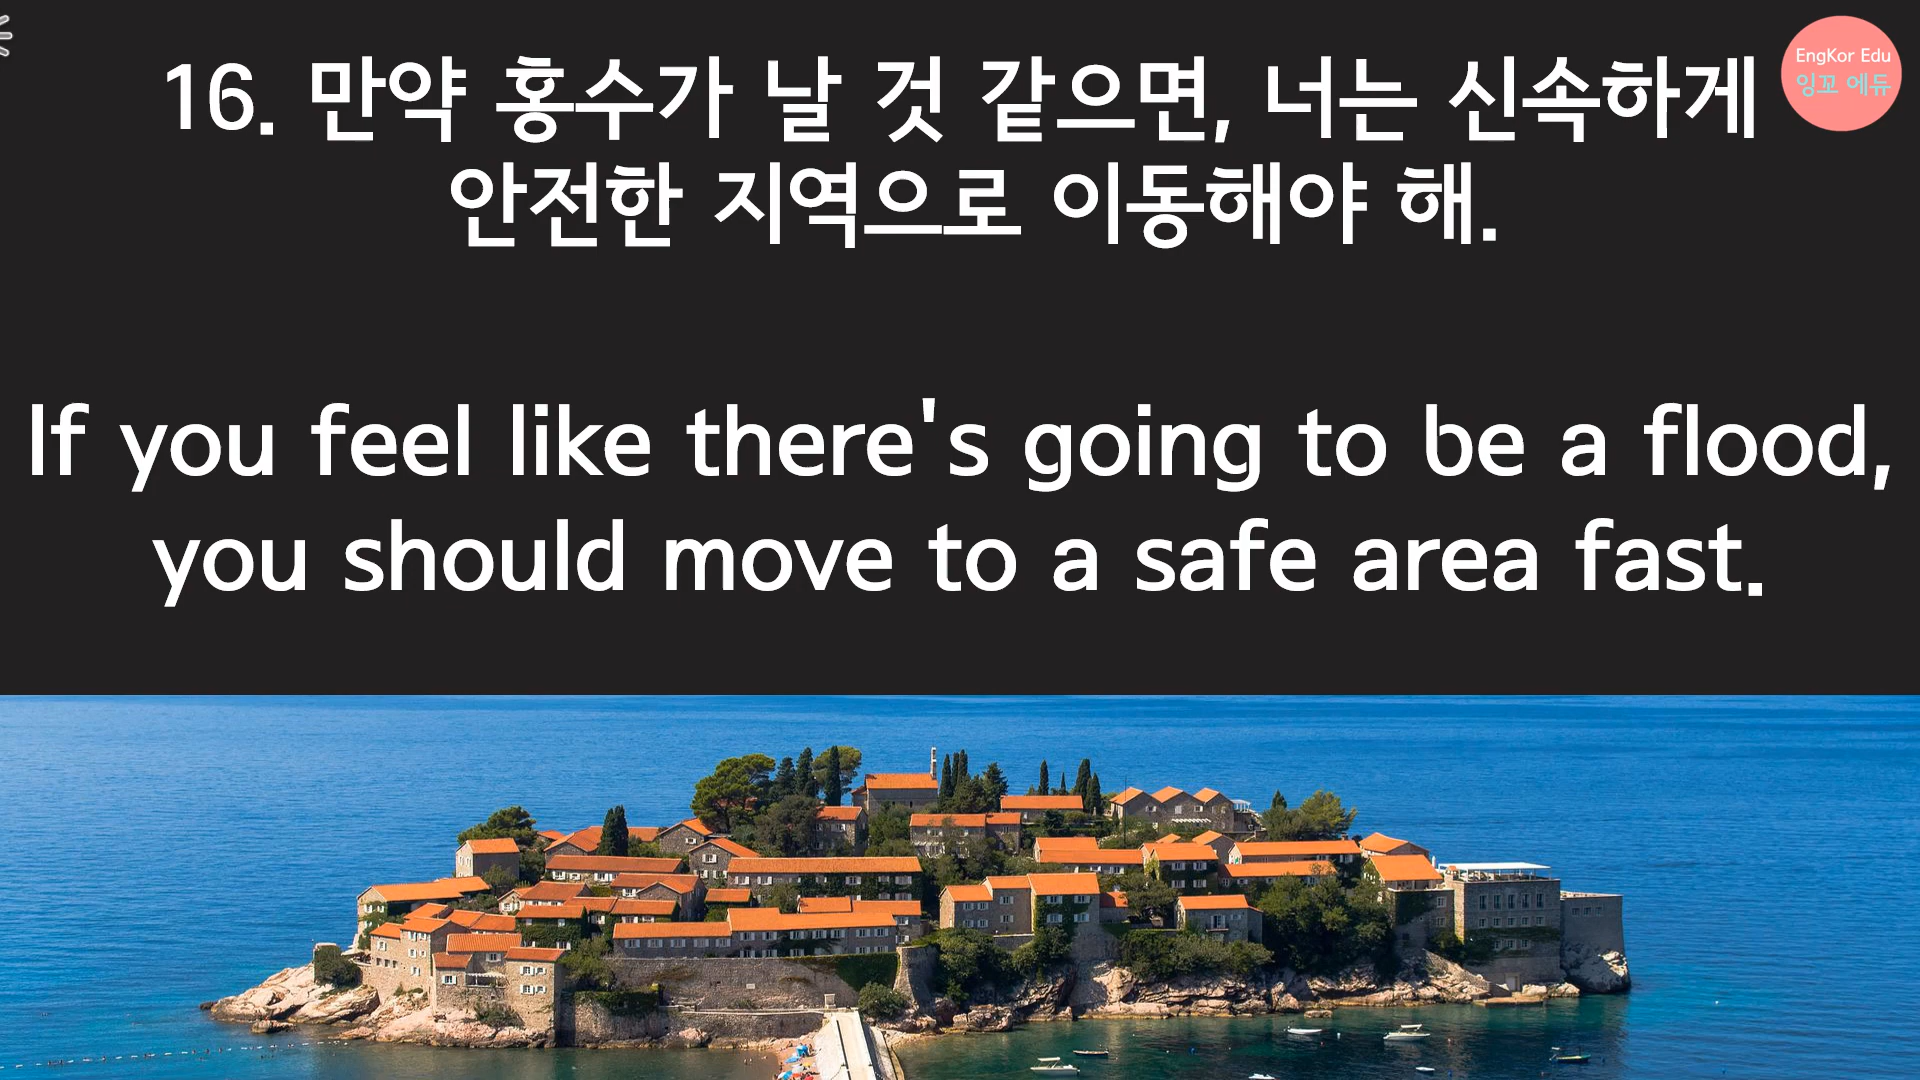 16. 만약 홍수가 날 것 같으면, 너는 신속하게
안전한 지역으로 이동해야 해.
EngKor Edu
잉꼬 에듀
If you feel like there's going to be a flood,
you should move to a safe area fast.